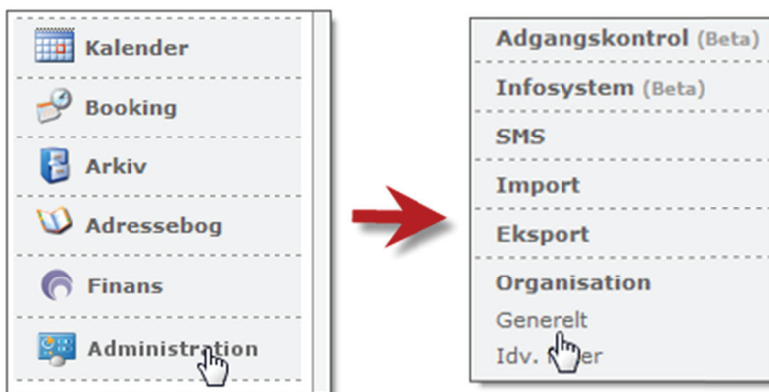 Kalender
Booking
Arkiv
Adressebog
Finans
Administration
Adgangskontrol (Beta)
Infosystem (Beta)
SMS
Import
Eksport
Organisation
Generelt
Idv.